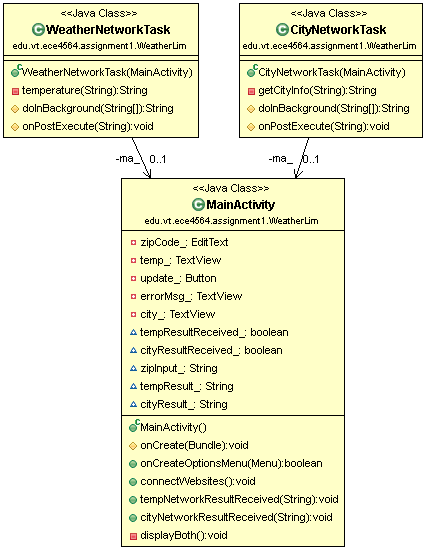 <<Java Class>>
WeatherNetworkTask
edu.vt.ece4564.assignment1.WeatherLim
WeatherNetworkTask(MainActivity)
temperature(String):String
doInBackground(String[]):String
onPostExecute(String):void
<<Java Class>>
CityNetworkTask
edu.vt.ece4564.assignment1.WeatherLim
CityNetworkTask(MainActivity)
getCityInfo(String):String
doInBackground(String[]):String
onPostExecute(String):void
-ma_ 0..1
-ma_ 0..1
<<Java Class>>
MainActivity
edu.vt.ece4564.assignment1.WeatherLim
zipCode_: EditText
temp_: TextView
update_: Button
errorMsg_: TextView
city_: TextView
tempResultReceived_: boolean
cityResultReceived_: boolean
zipInput_: String
tempResult_: String
cityResult_: String
MainActivity()
onCreate(Bundle):void
onCreateOptionsMenu(Menu):boolean
connectWebsites():void
tempNetworkResultReceived(String):void
cityNetworkResultReceived(String):void
displayBoth():void